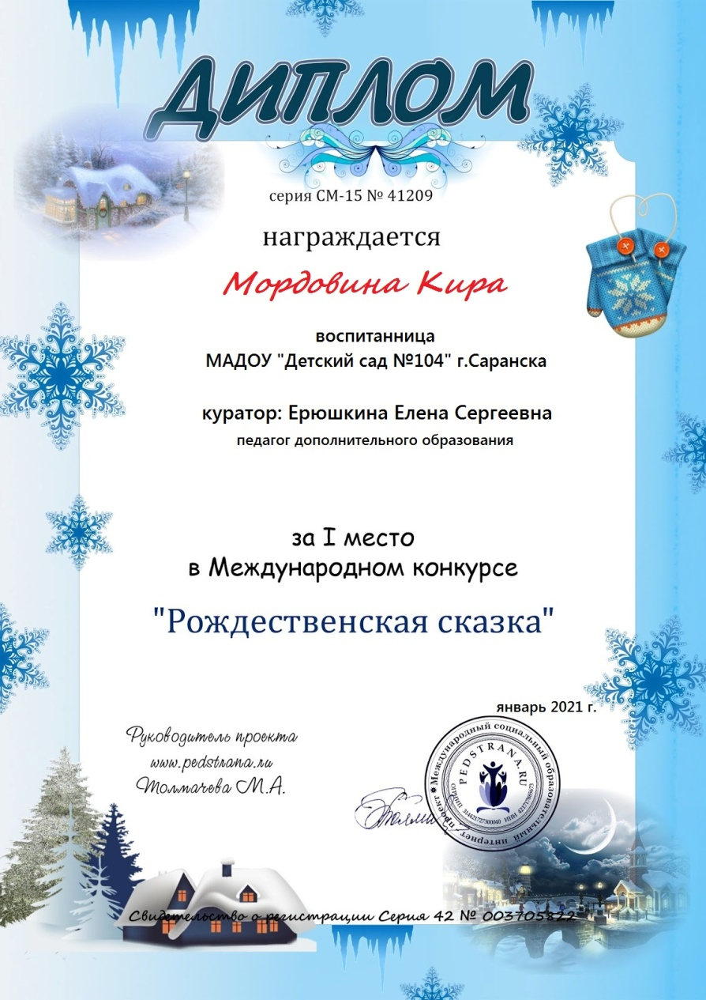 ДИПЛОМ
серия СМ-15 № 41209
награждается
Мордовина Кира
воспитанница
МАДОУ "Детский сад №104" г.Саранска
куратор: Ерюшкина Елена Сергеевна
педагог дополнительного образования
за I место
в Международном конкурсе
"Рождественская сказка"
январь 2021 г.
Руководитель проекта
www.pedstrana.ru
Толмачева М.А.
Международный социальный образовательный интернет проект
PEDSTRANA.RU
Свидетельство о регистрации Серия 42 № 003705822